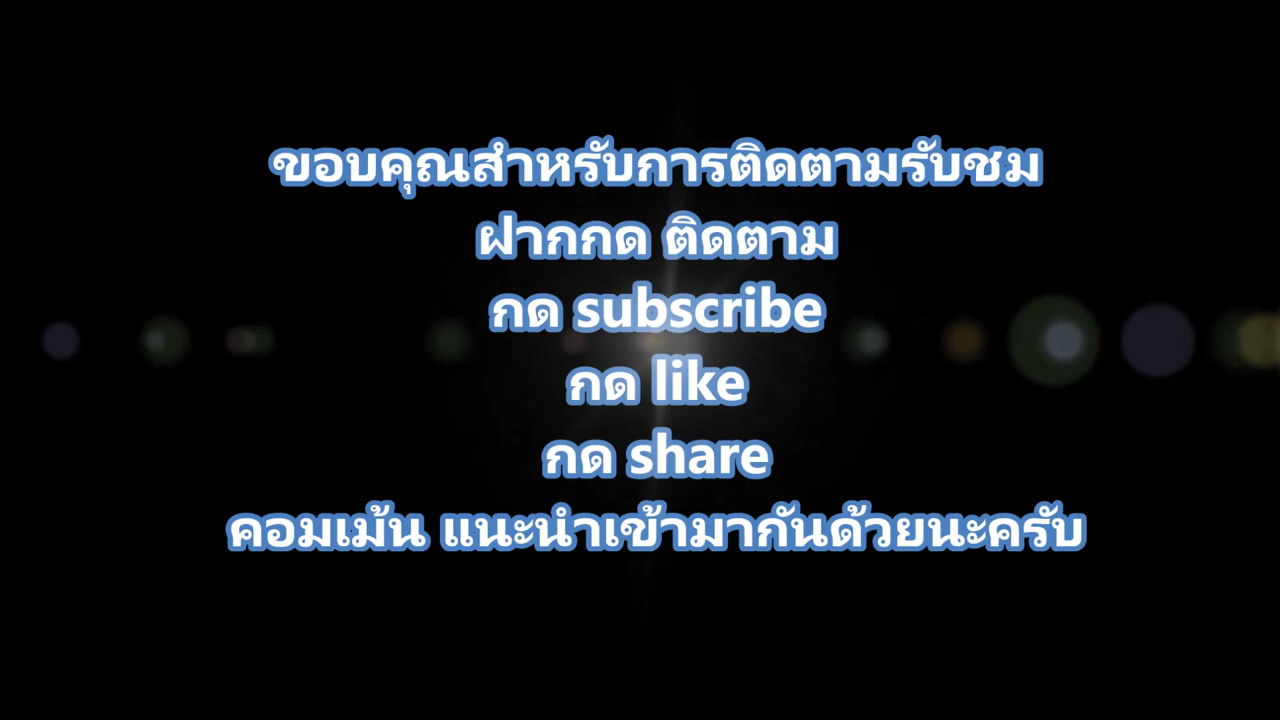 ขอบคุณสำหรับการติดตามรับชม
ฝากกด ติดตาม
กด subscribe
กด like
กด share
คอมเม้น แนะนำเข้ามากันด้วยนะครับ